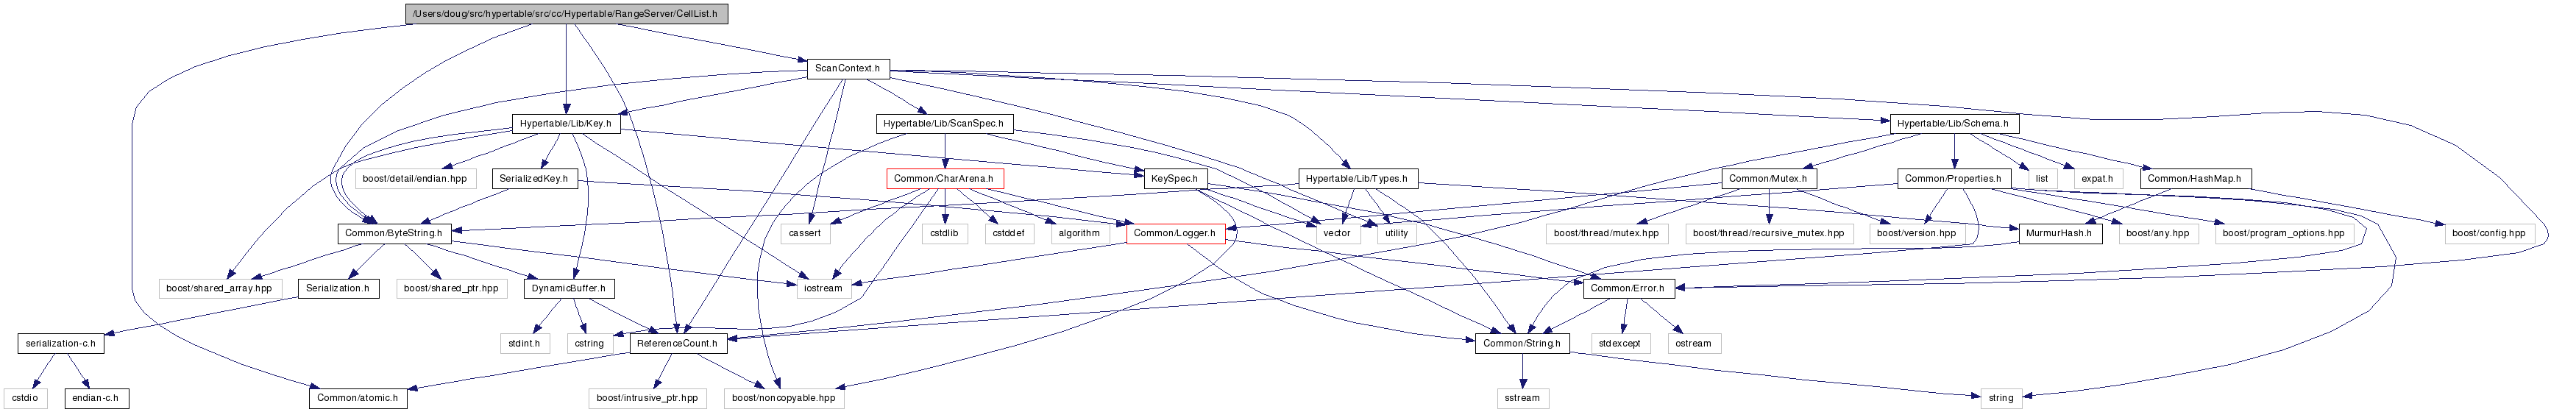 /Users/doug/src/hypertable/src/cc/Hypertable/RangeServer/CellList.h
ScanContext.h
Hypertable/Lib/Key.h
Hypertable/Lib/ScanSpec.h
Hypertable/Lib/Schema.h
boost/detail/endian.hpp
SerializedKey.h
Common/CharArena.h
KeySpec.h
Hypertable/Lib/Types.h
Common/Mutex.h
Common/Properties.h
list
expat.h
Common/HashMap.h
Common/ByteString.h
cassert
cstdlib
cstddef
algorithm
Common/Logger.h
vector
utility
boost/thread/mutex.hpp
boost/thread/recursive_mutex.hpp
boost/version.hpp
MurmurHash.h
boost/any.hpp
boost/program_options.hpp
boost/config.hpp
boost/shared_array.hpp
Serialization.h
boost/shared_ptr.hpp
DynamicBuffer.h
iostream
Common/Error.h
serialization-c.h
stdint.h
cstring
ReferenceCount.h
Common/String.h
stdexcept
ostream
cstdio
endian-c.h
Common/atomic.h
boost/intrusive_ptr.hpp
boost/noncopyable.hpp
sstream
string